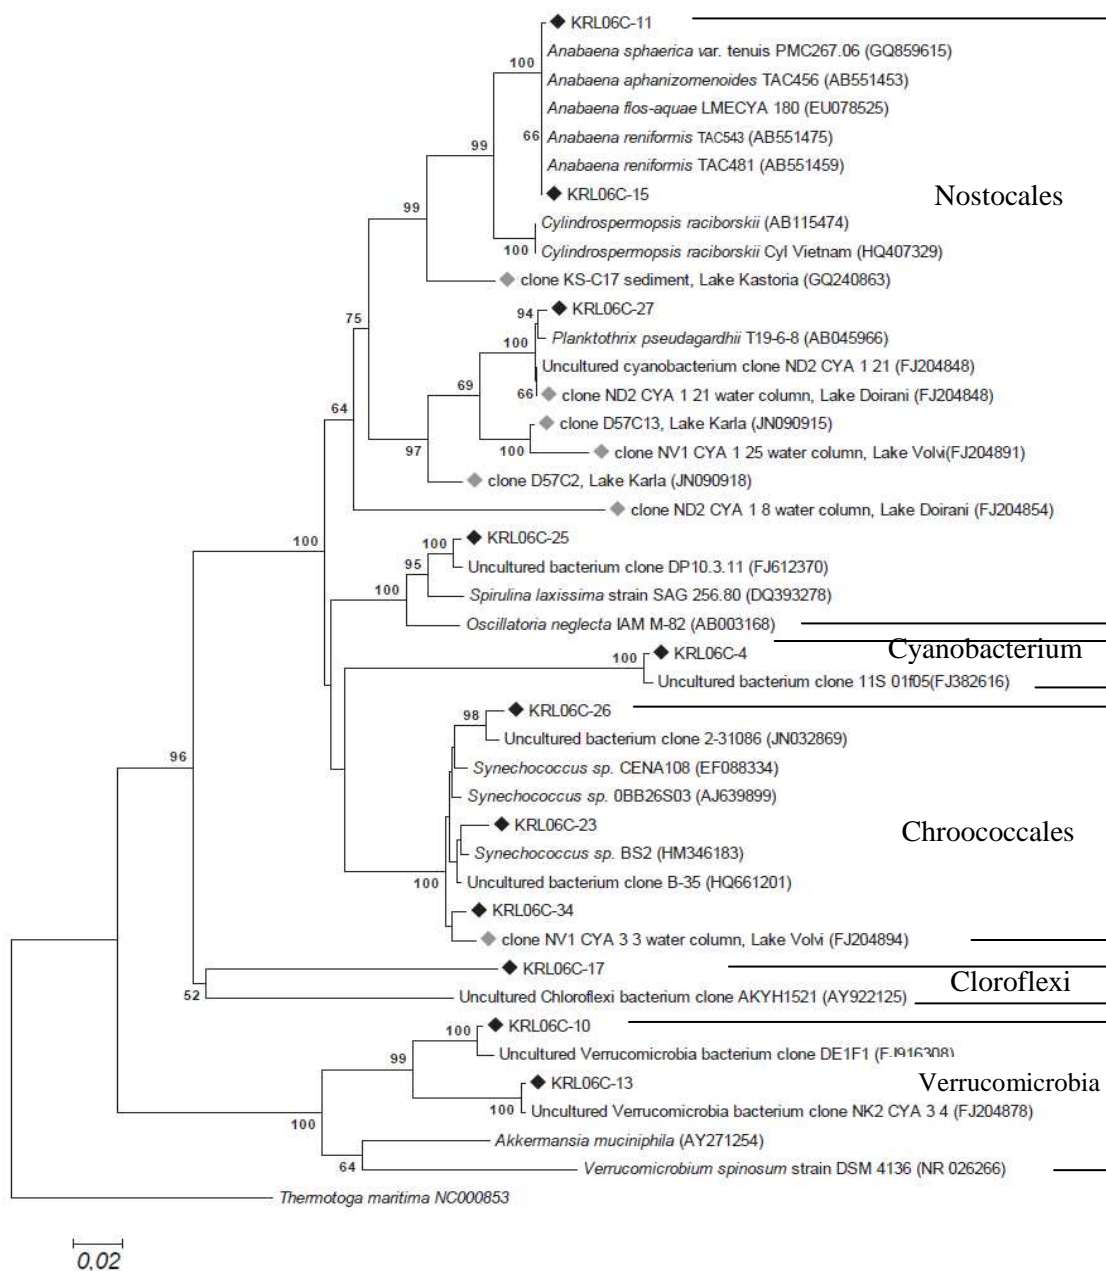 KRL06C-11
Anabaena sphaerica var. tenuis PMC267.06 (GQ859615)
100
Anabaena aphanizomenoides TAC456 (AB551453)
Anabaena flos-aquae LMECYA 180 (EU078525)
66 Anabaena reniformis TAC543 (AB551475)
99
Anabaena reniformis TAC481 (AB551459)
KRL06C-15
Nostocales
99
Cylindrospermopsis raciborskii (AB115474)
100 Cylindrospermopsis raciborskii Cyl Vietnam (HQ407329)
clone KS-C17 sediment, Lake Kastoria (GQ240863)
94 KRL06C-27
75
Planktothrix pseudagardhii T19-6-8 (AB045966)
100
Uncultured cyanobacterium clone ND2 CYA 1 21 (FJ204848)
69
66 clone ND2 CYA 1 21 water column, Lake Doirani (FJ204848)
64
clone D57C13, Lake Karla (JN090915)
97 100 clone NV1 CYA 1 25 water column, Lake Volvi(FJ204891)
clone D57C2, Lake Karla (JN090918)
clone ND2 CYA 1 8 water column, Lake Doirani (FJ204854)
100 100 KRL06C-25
95 Uncultured bacterium clone DP10.3.11 (FJ612370)
100 Spirulina laxissima strain SAG 256.80 (DQ393278)
Oscillatoria neglecta IAM M-82 (AB003168)
100 KRL06C-4
Cyanobacterium
Uncultured bacterium clone 11S 01f05(FJ382616)
98 KRL06C-26
Uncultured bacterium clone 2-31086 (JN032869)
96
Synechococcus sp. CENA108 (EF088334)
Synechococcus sp. 0BB26S03 (AJ639899)
KRL06C-23
Chroococcales
Synechococcus sp. BS2 (HM346183)
100 Uncultured bacterium clone B-35 (HQ661201)
KRL06C-34
clone NV1 CYA 3 3 water column, Lake Volvi (FJ204894)
KRL06C-17
Cloroflexi
52
Uncultured Chloroflexi bacterium clone AKYH1521 (AY922125)
100 KRL06C-10
Uncultured Verrucomicrobia bacterium clone DE1F1 (FJ916308)
99
KRL06C-13
Verrucomicrobia
100 Uncultured Verrucomicrobia bacterium clone NK2 CYA 3 4 (FJ204878)
100
Akkermansia muciniphila (AY271254)
64
Verrucomicrobium spinosum strain DSM 4136 (NR 026266)
Thermotoga maritima NC000853
0,02